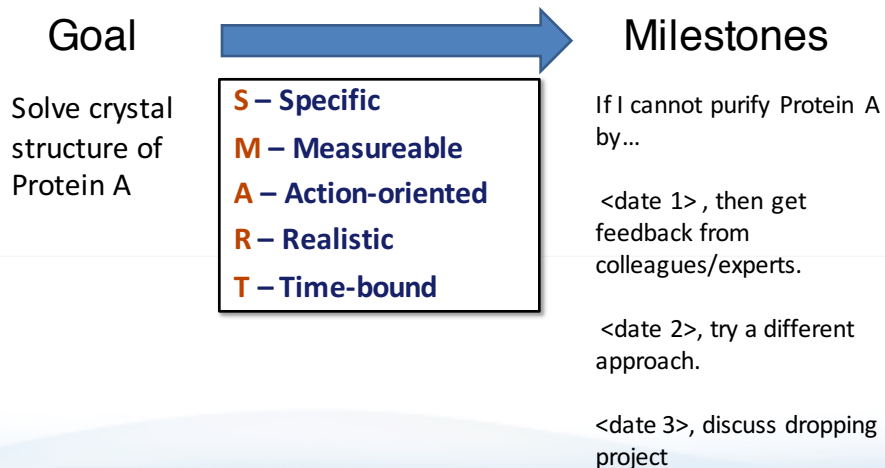 Goal
Milestones
Solve crystal
structure of
Protein A
S – Specific
M – Measureable
A – Action-oriented
R – Realistic
T – Time-bound
If I cannot purify Protein A
by…
<date 1> , then get
feedback from
colleagues/experts.
<date 2>, try a different
approach.
<date 3>, discuss dropping
project